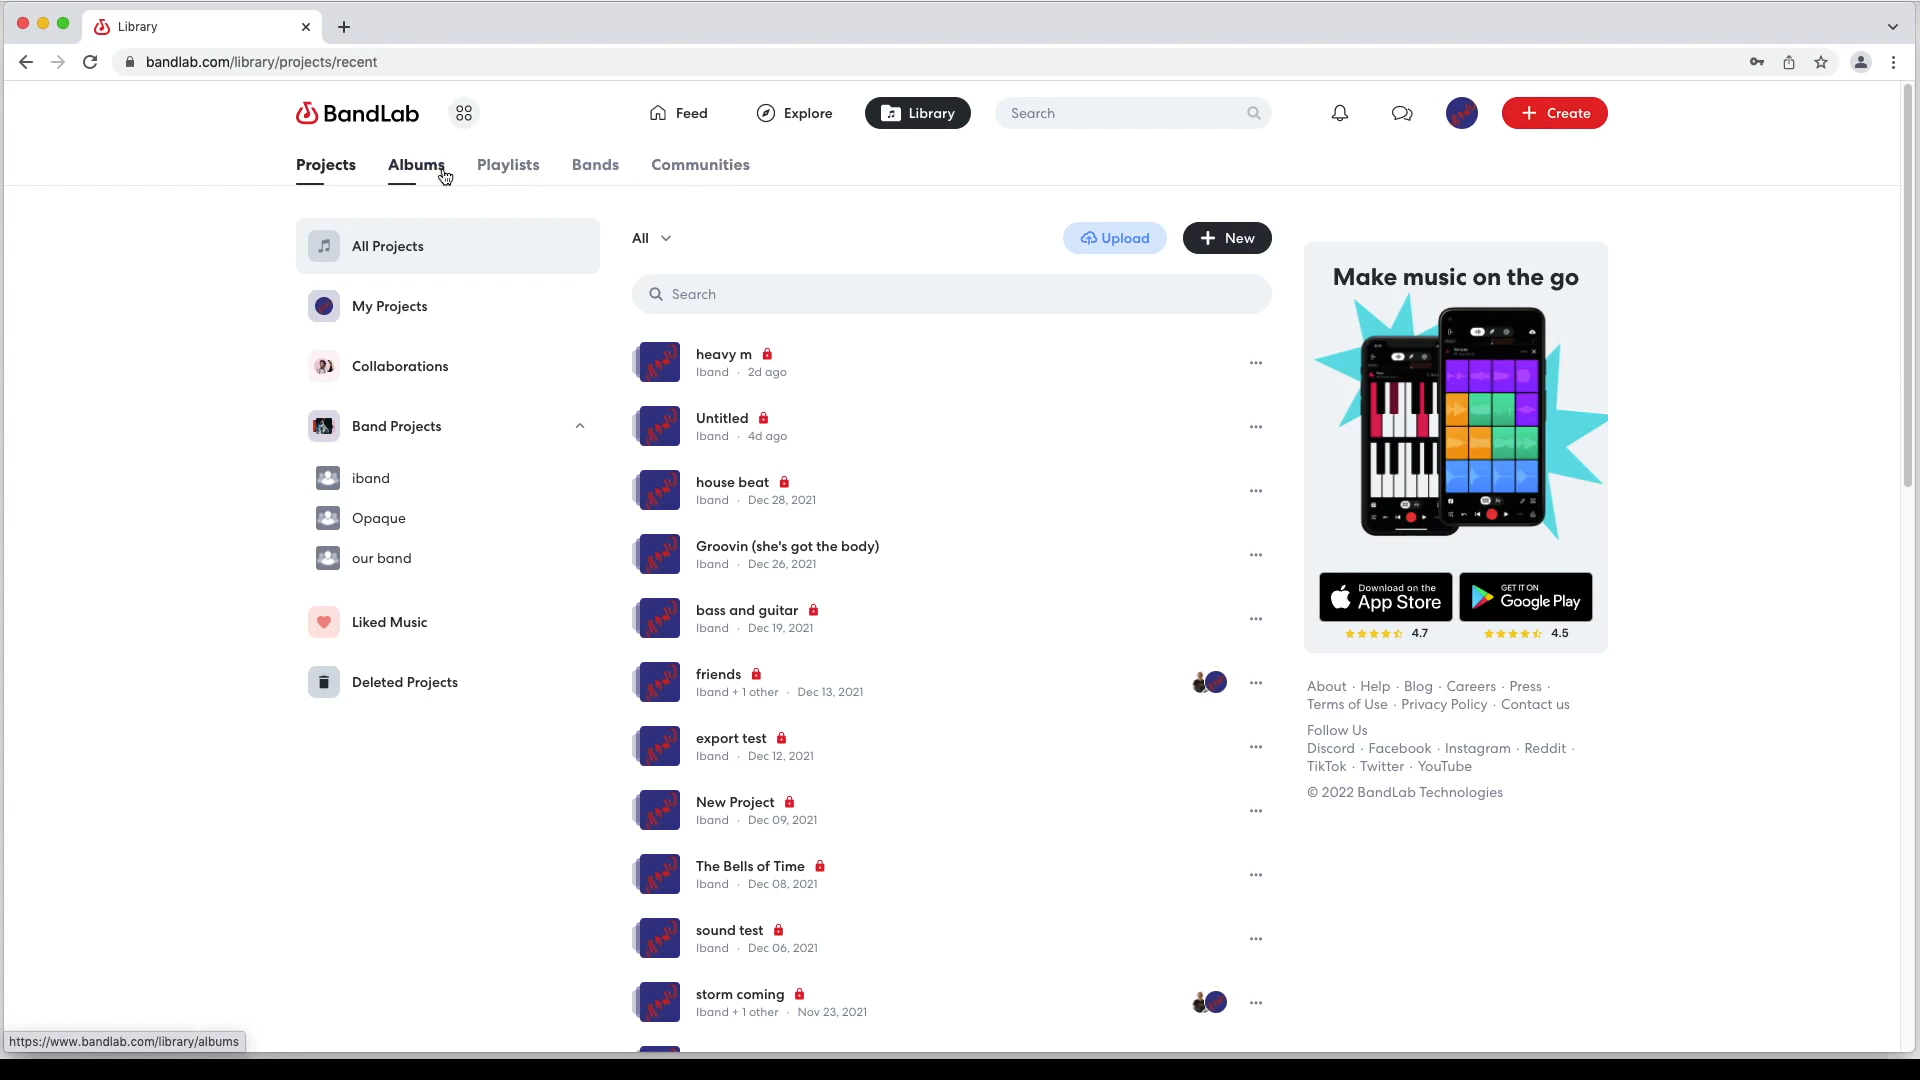 Library
bandlab.com/library/projects/recent
BandLab
Feed
Explore
Library
Search
Create
Projects
Albums
Playlists
Bands
Communities
All Projects
My Projects
Collaborations
Band Projects
iband
Opaque
our band
Liked Music
Deleted Projects
All
Upload
New
Search
heavy m
Iband · 2d ago
Untitled
Iband · 4d ago
house beat
Iband · Dec 28, 2021
Groovin (she's got the body)
Iband · Dec 26, 2021
bass and guitar
Iband · Dec 19, 2021
friends
Iband + 1 other · Dec 13, 2021
export test
Iband · Dec 12, 2021
New Project
Iband · Dec 09, 2021
The Bells of Time
Iband · Dec 08, 2021
sound test
Iband · Dec 06, 2021
storm coming
Iband + 1 other · Nov 23, 2021
Make music on the go
Download on the
App Store
GET IT ON
Google Play
4.7
4.5
About · Help · Blog · Careers · Press ·
Terms of Use · Privacy Policy · Contact us
Follow Us
Discord · Facebook · Instagram · Reddit ·
TikTok · Twitter · YouTube
© 2022 BandLab Technologies
https://www.bandlab.com/library/albums